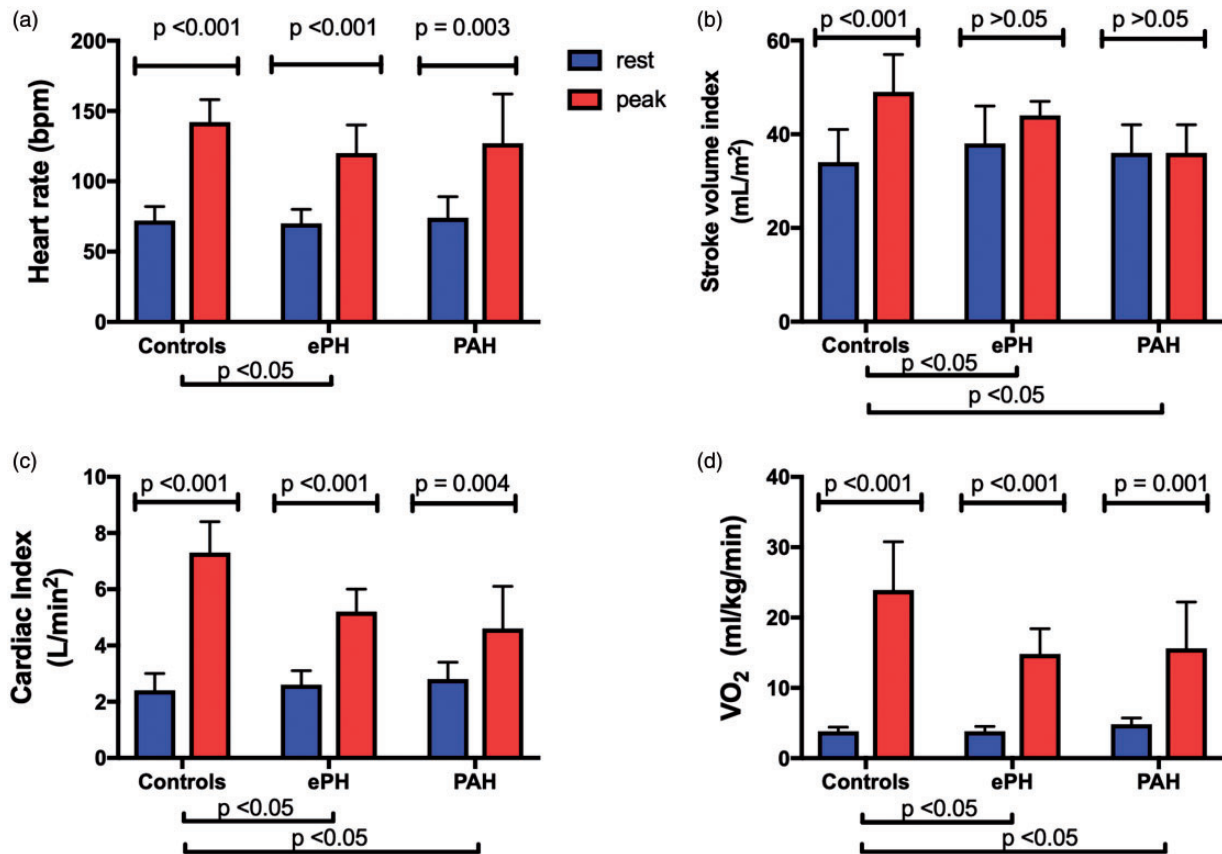 (a)
p <0.001 p <0.001 p = 0.003
200
150
100
50
0
Heart rate (bpm)
rest
peak
Controls ePH PAH
p <0.05
(b)
p <0.001 p >0.05 p >0.05
60
40
20
0
Stroke volume index
(mL/m²)
Controls ePH PAH
p <0.05
p <0.05
(c)
p <0.001 p <0.001 p = 0.004
10
8
6
4
2
0
Cardiac Index
(L/min²)
Controls ePH PAH
p <0.05
p <0.05
(d)
p <0.001 p <0.001 p = 0.001
40
30
20
10
0
VO₂ (ml/kg/min)
Controls ePH PAH
p <0.05
p <0.05